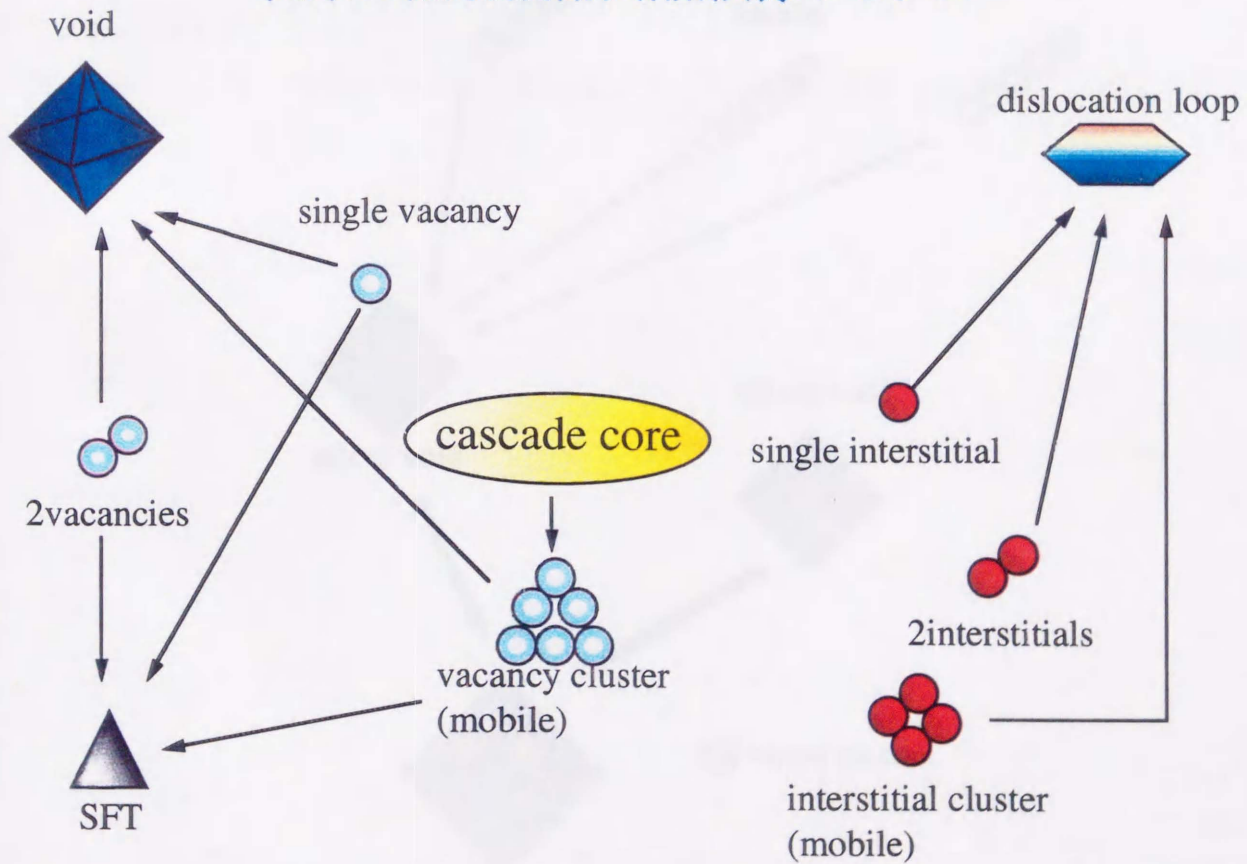 void
dislocation loop
single vacancy
cascade core
single interstitial
2vacancies
2interstitials
vacancy cluster
(mobile)
interstitial cluster
(mobile)
SFT